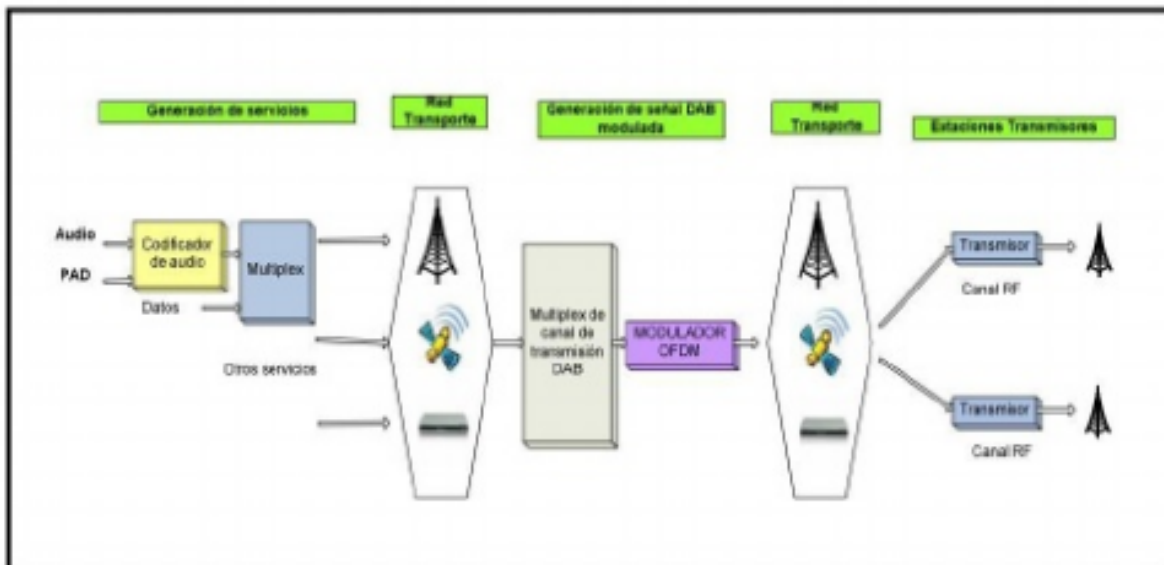 Generación de servicios
Red
Transporte
Generación de señal DAB
modulada
Red
Transporte
Estaciones Transmisores
Audio
PAD
Codificador
de audio
Datos
Multiplex
Otros servicios
Multiplex de
canal de
transmisión
DAB
MODULADOR
OFDM
Transmisor
Canal RF
Transmisor
Canal RF